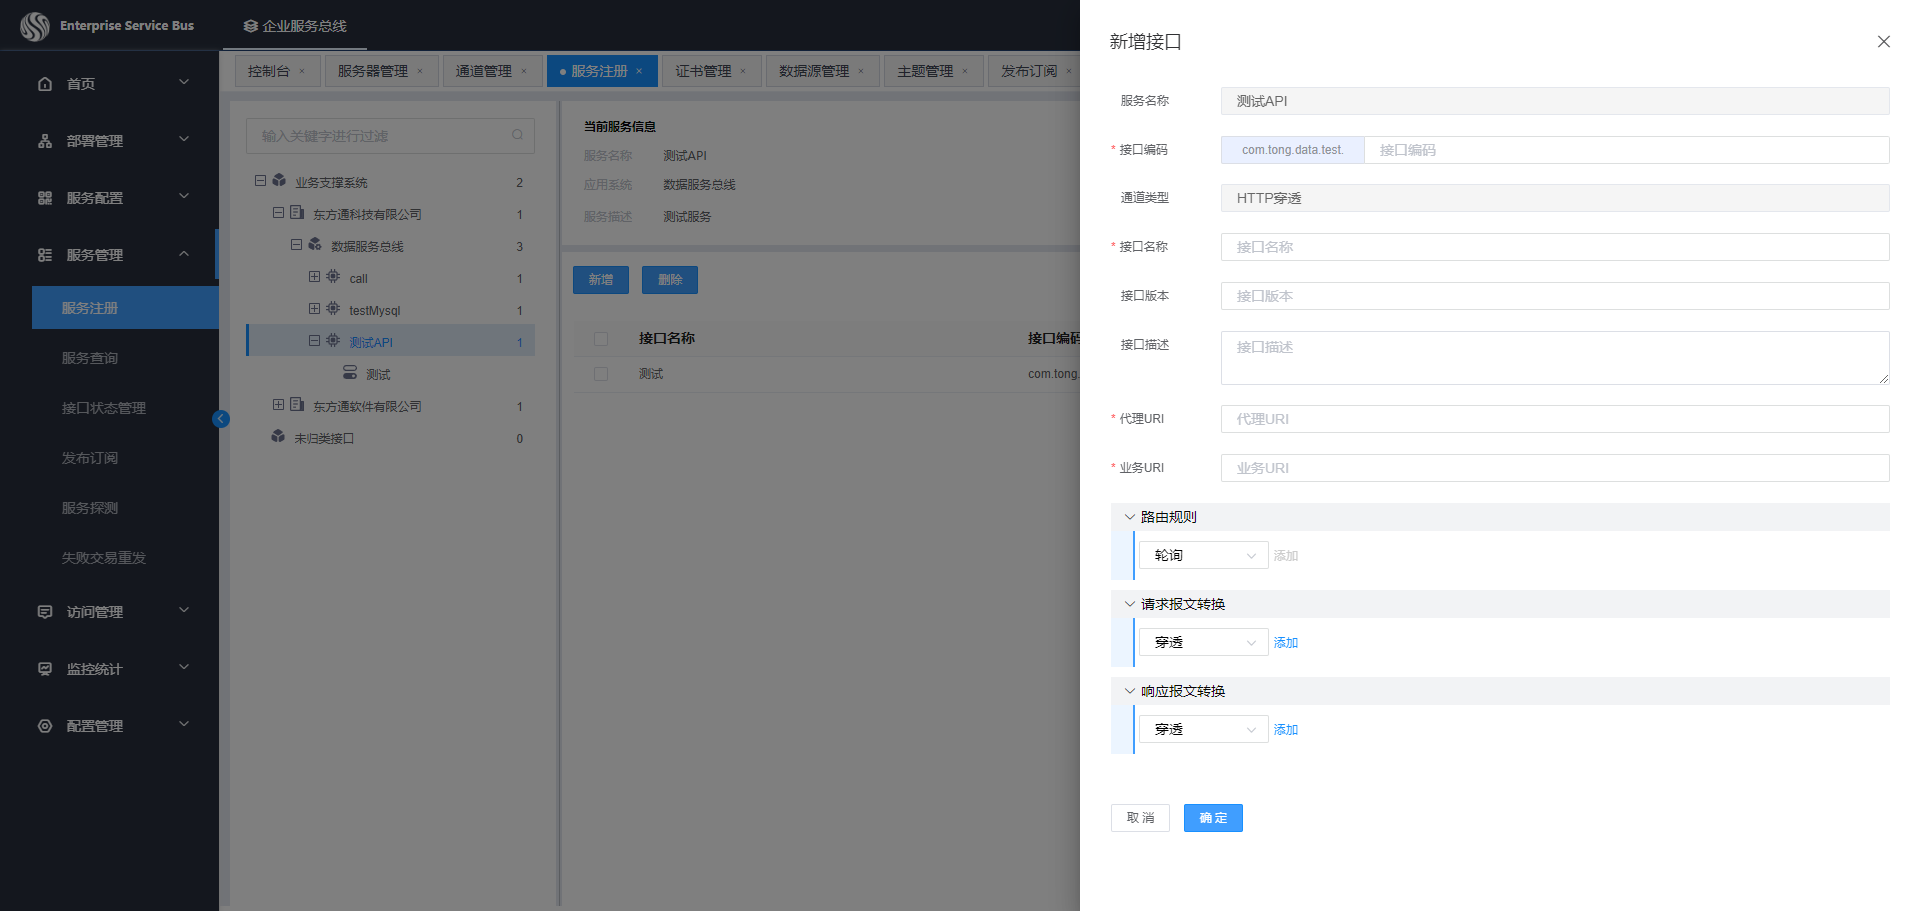 Enterprise Service Bus
企业服务总线
首页
部署管理
服务配置
服务管理
服务注册
服务查询
接口状态管理
发布订阅
服务探测
失败交易重发
访问管理
监控统计
配置管理
控制台 × 服务器管理 × 通道管理 × 服务注册 × 证书管理 × 数据源管理 × 主题管理 × 发布订阅 ×
输入关键字进行过滤
业务支撑系统 2
东方通科技有限公司 1
数据服务总线 3
call 1
testMysql 1
测试API 1
测试
东方通软件有限公司 1
未归类接口 0
当前服务信息
服务名称 测试API
应用系统 数据服务总线
服务描述 测试服务
新增 删除
接口名称 接口编码
测试 com.tong.
新增接口
服务名称 测试API
* 接口编码 com.tong.data.test. 接口编码
通道类型 HTTP穿透
* 接口名称 接口名称
接口版本 接口版本
接口描述 接口描述
* 代理URI 代理URI
* 业务URI 业务URI
路由规则
轮询 添加
请求报文转换
穿透 添加
响应报文转换
穿透 添加
取消 确定